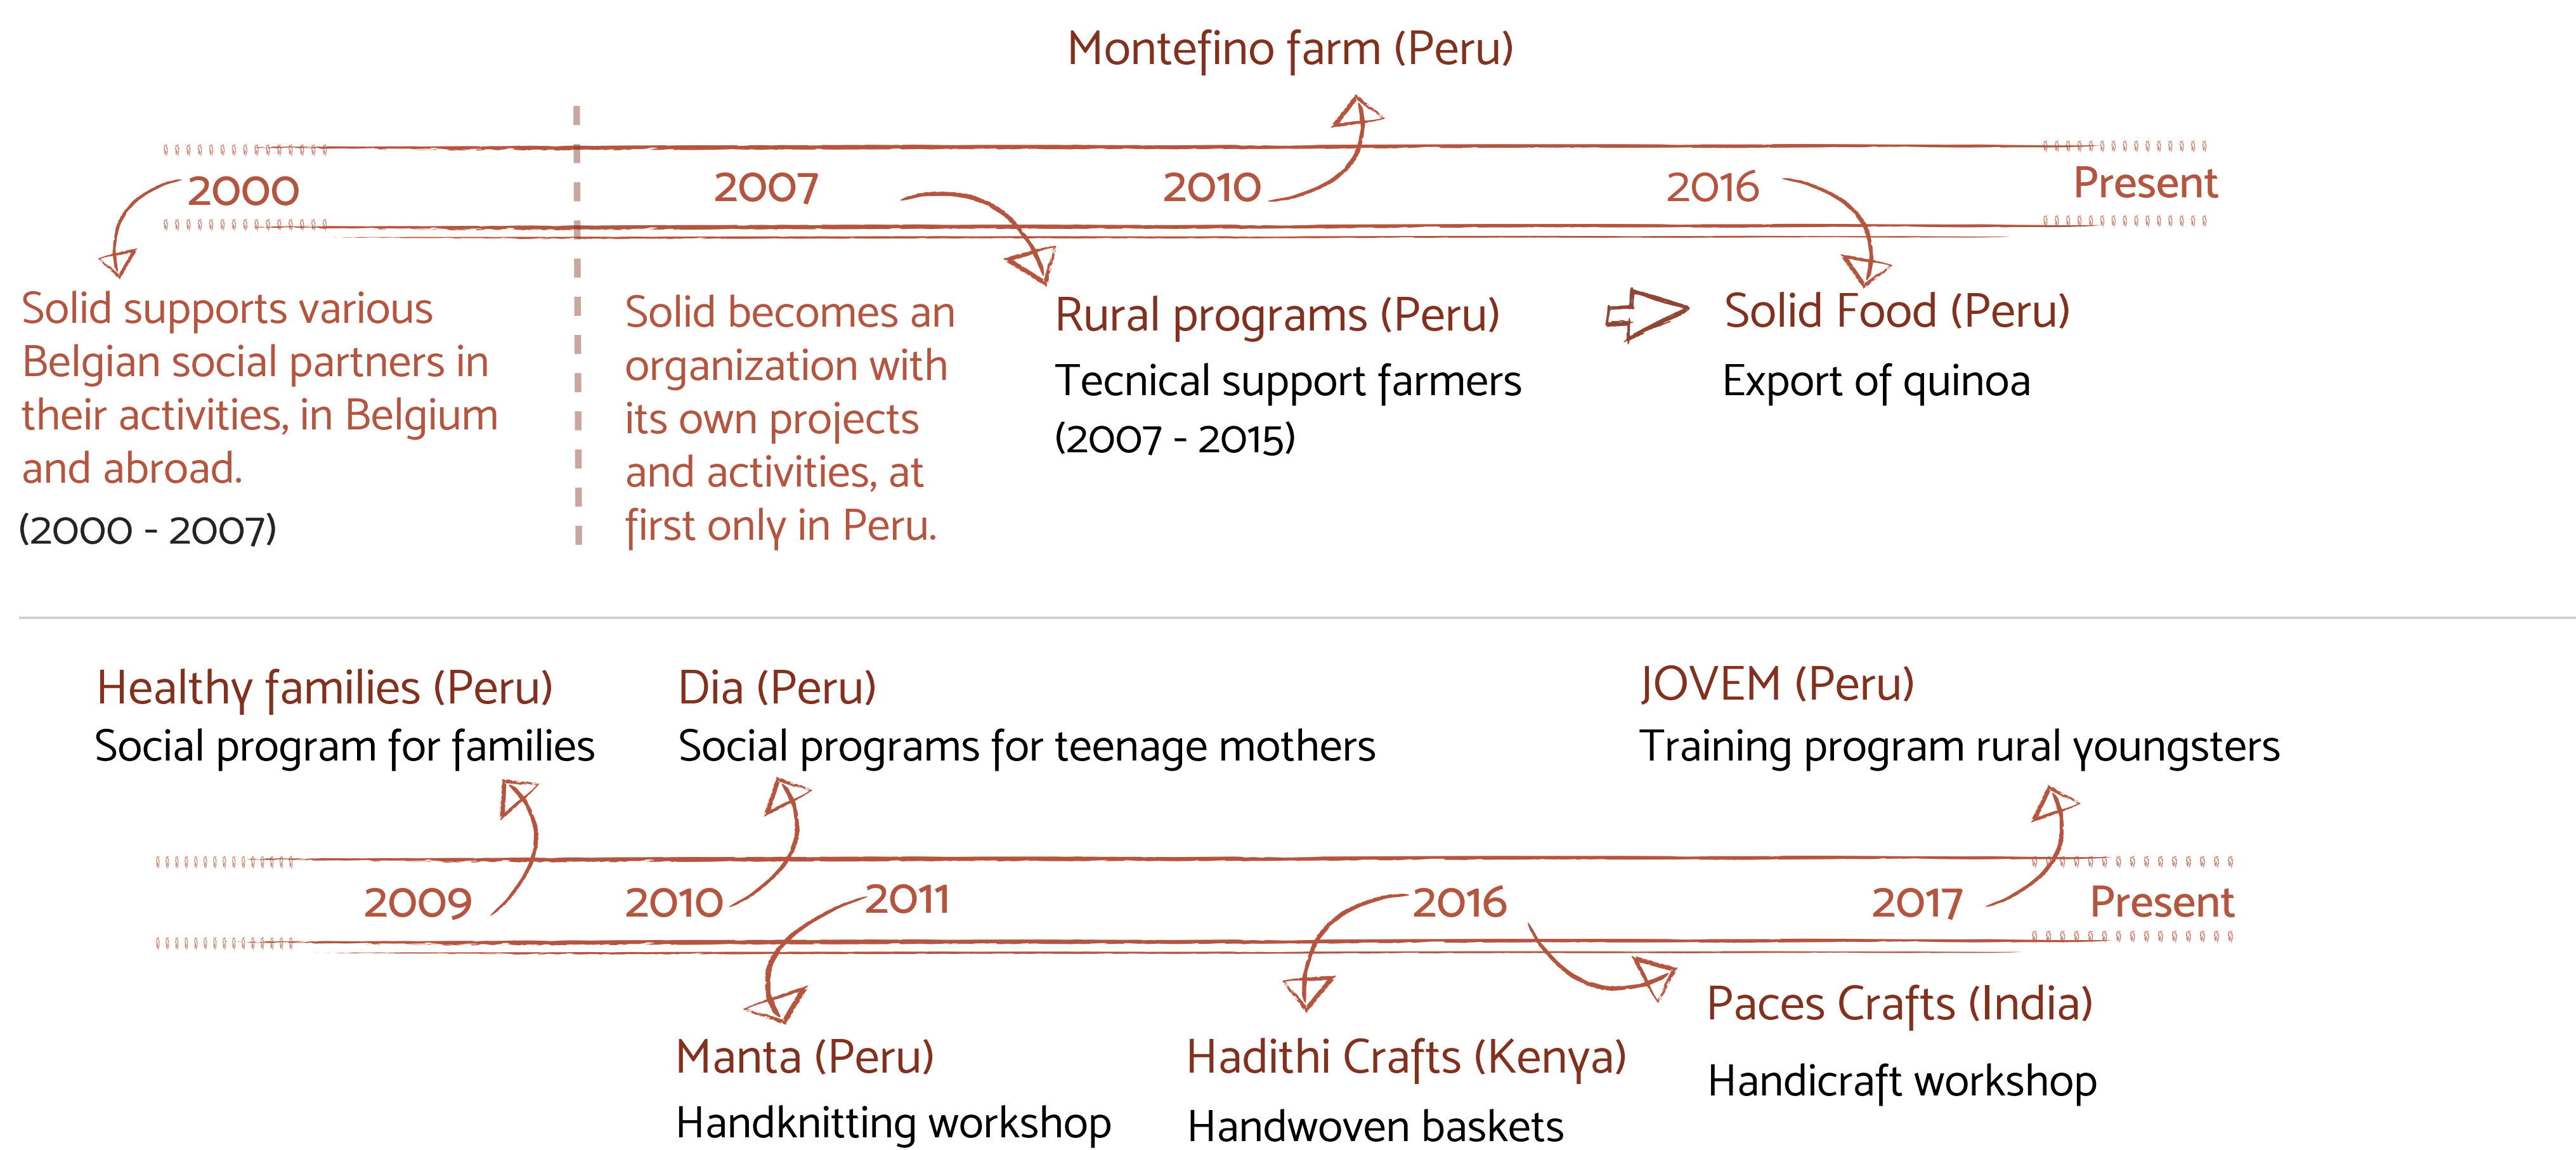 Montefino farm (Peru)
2000
2007
2010
2016
Present
Solid supports various
Belgian social partners in
their activities, in Belgium
and abroad.
(2000 - 2007)
Solid becomes an
organization with
its own projects
and activities, at
first only in Peru.
Rural programs (Peru)
Tecnical support farmers
(2007 - 2015)
Solid Food (Peru)
Export of quinoa
Healthy families (Peru)
Social program for families
Dia (Peru)
Social programs for teenage mothers
JOVEM (Peru)
Training program rural youngsters
2009
2010
2011
2016
2017
Present
Manta (Peru)
Handknitting workshop
Hadithi Crafts (Kenya)
Handwoven baskets
Paces Crafts (India)
Handicraft workshop